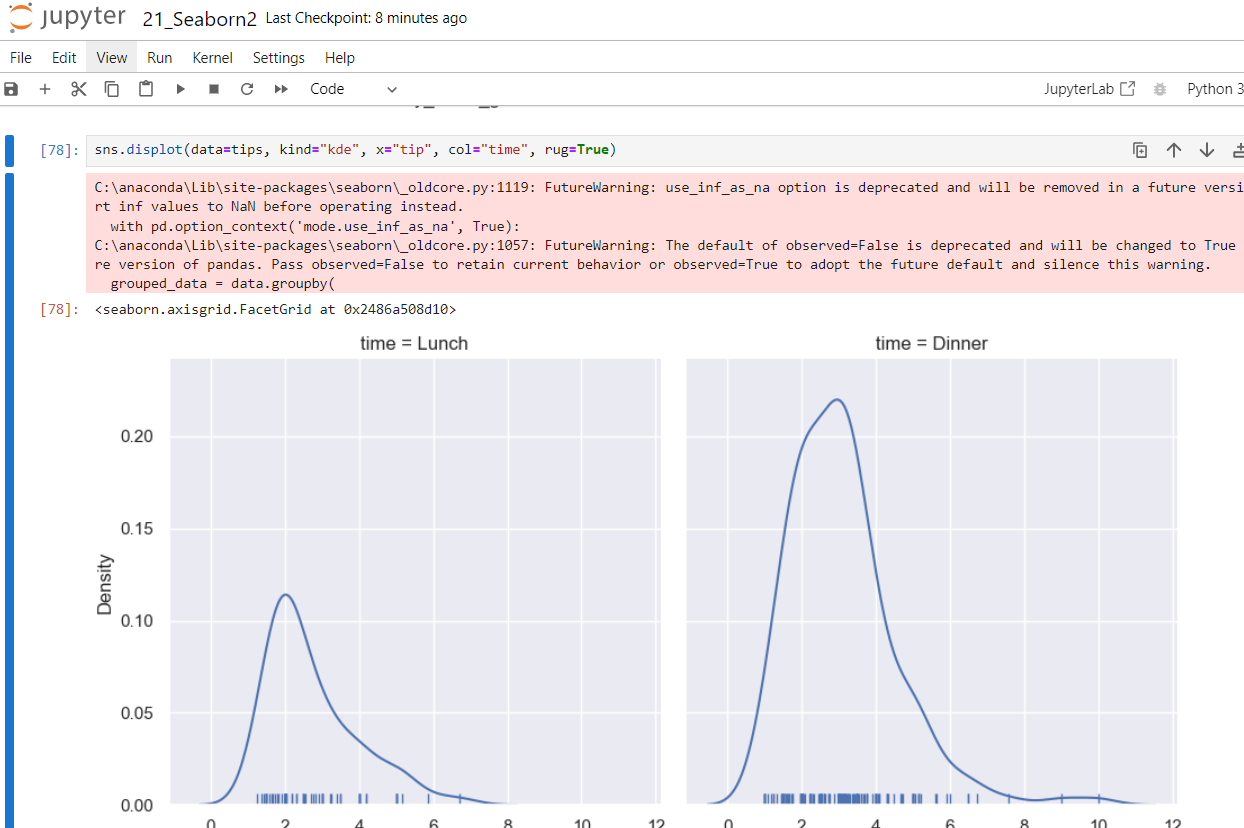 jupyter 21_Seaborn2 Last Checkpoint: 8 minutes ago
File Edit View Run Kernel Settings Help
Code JupyterLab Python 3
[78]: sns.displot(data=tips, kind="kde", x="tip", col="time", rug=True)
C:\anaconda\Lib\site-packages\seaborn\_oldcore.py:1119: FutureWarning: use_inf_as_na option is deprecated and will be removed in a future versi
rt inf values to NaN before operating instead.
with pd.option_context('mode.use_inf_as_na', True):
C:\anaconda\Lib\site-packages\seaborn\_oldcore.py:1057: FutureWarning: The default of observed=False is deprecated and will be changed to True
re version of pandas. Pass observed=False to retain current behavior or observed=True to adopt the future default and silence this warning.
grouped_data = data.groupby(
[78]: <seaborn.axisgrid.FacetGrid at 0x2486a508d10>
time = Lunch time = Dinner
0.20
0.15
Density
0.10
0.05
0.00
0 2 4 6 8 10 12 0 2 4 6 8 10 12